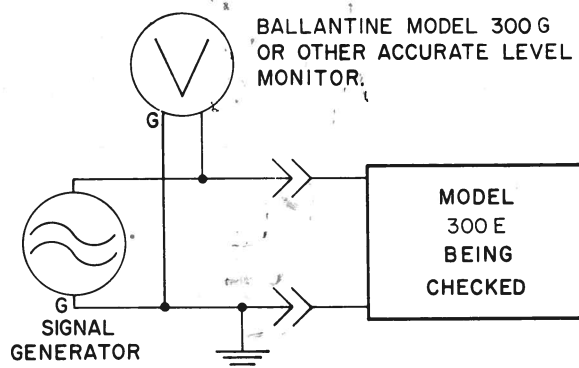 BALLANTINE MODEL 300 G
OR OTHER ACCURATE LEVEL
MONITOR.
V
G
G
SIGNAL
GENERATOR
MODEL
300 E
BEING
CHECKED